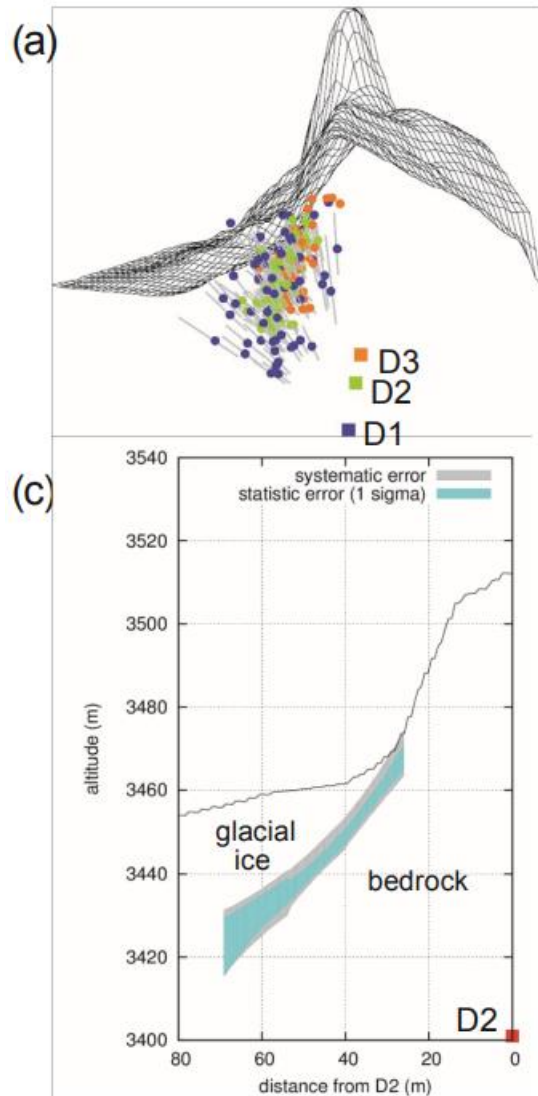 (a)
D3
D2
D1
(c)
3540
3520
3500
3480
3460
3440
3420
3400
altitude (m)
systematic error
statistic error (1 sigma)
glacial
ice
bedrock
D2
80 60 40 20 0
distance from D2 (m)